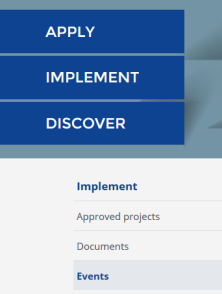 APPLY
IMPLEMENT
DISCOVER
Implement
Approved projects
Documents
Events